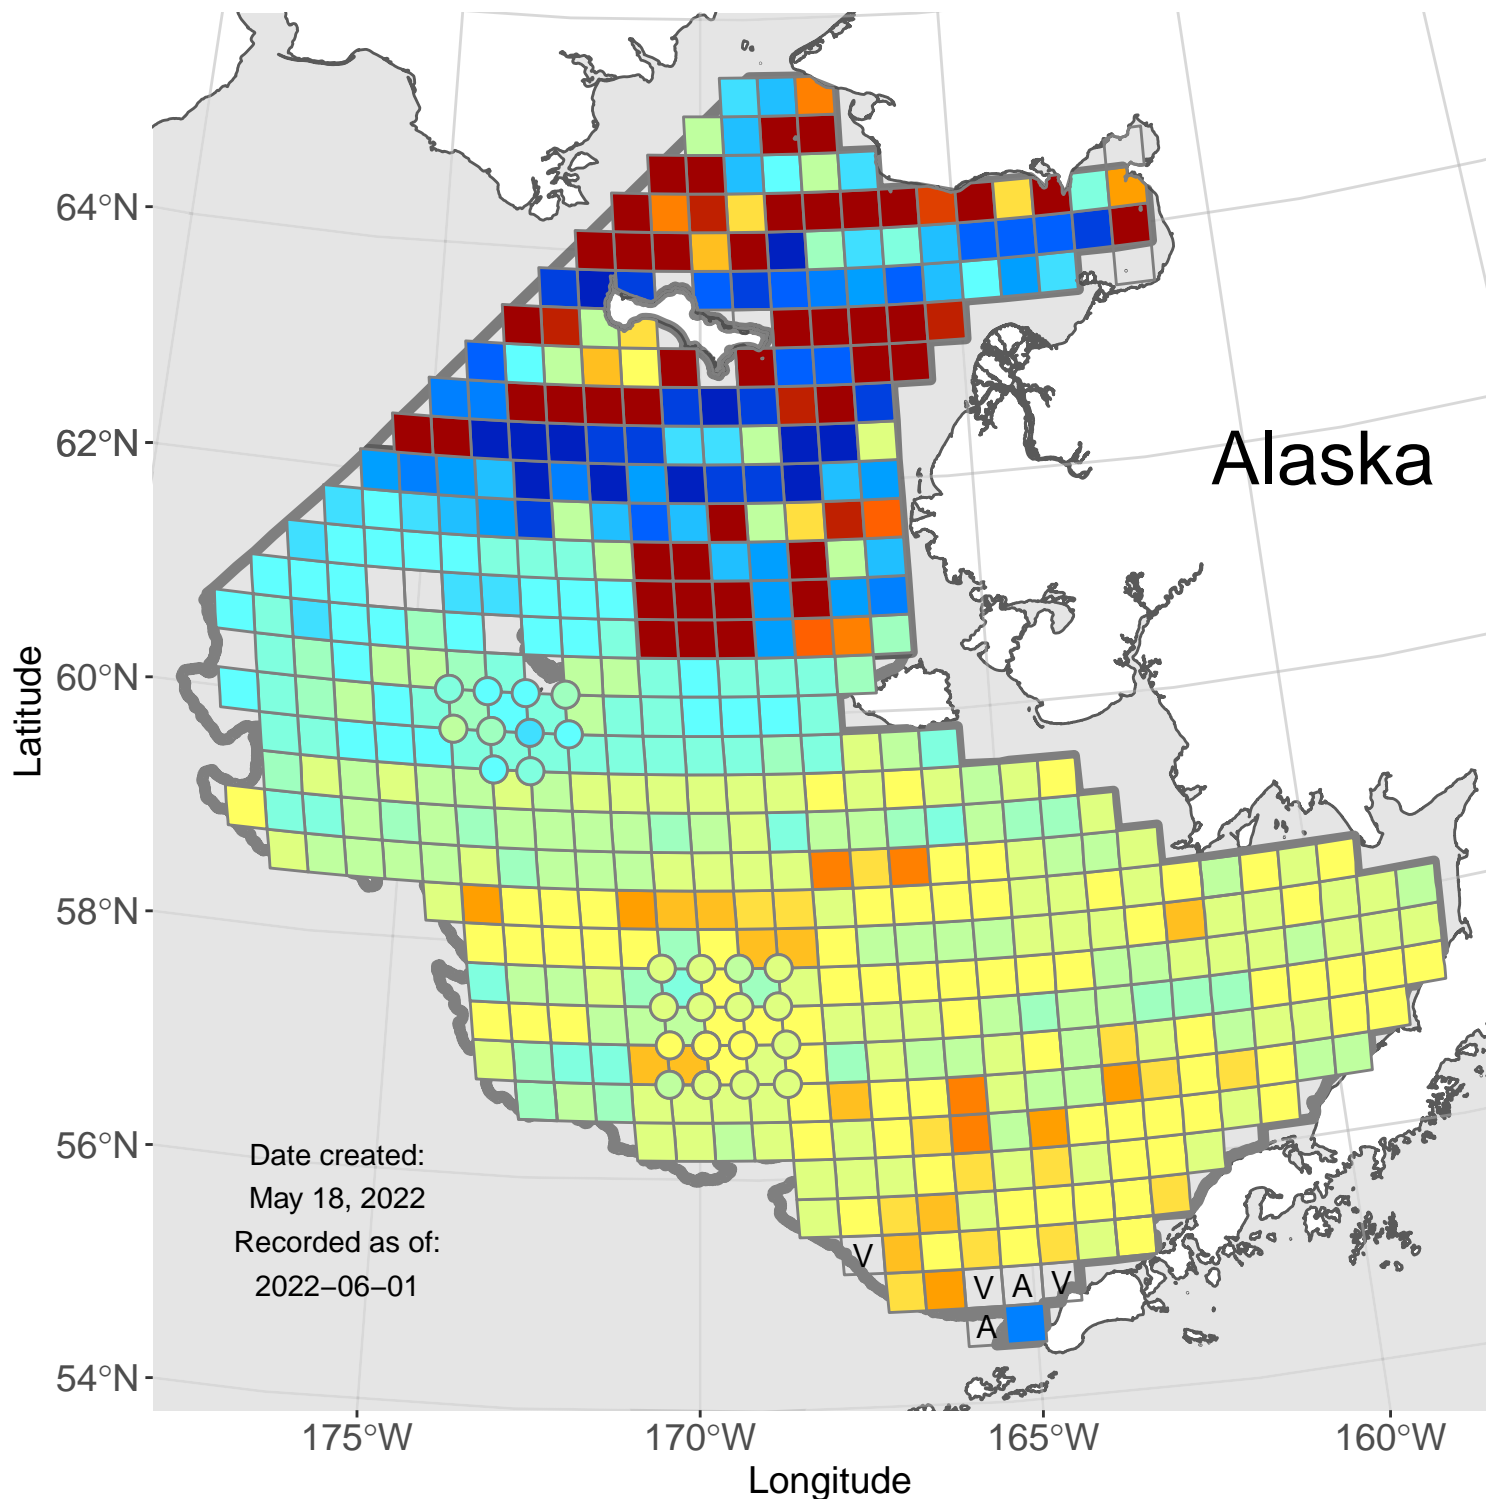 Alaska
64°N
62°N
60°N
58°N
56°N
54°N
Latitude
Date created:
May 18, 2022
Recorded as of:
2022−06−01
V
V A V
A
175°W 170°W 165°W 160°W
Longitude